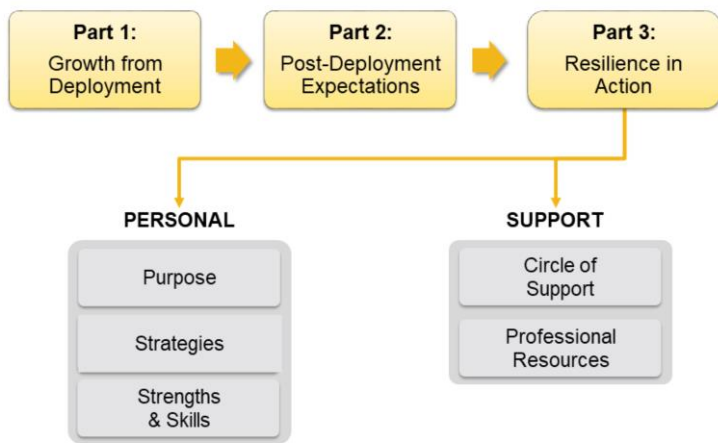 Part 1:
Growth from
Deployment
Part 2:
Post-Deployment
Expectations
Part 3:
Resilience in
Action
PERSONAL
Purpose
Strategies
Strengths
& Skills
SUPPORT
Circle of
Support
Professional
Resources